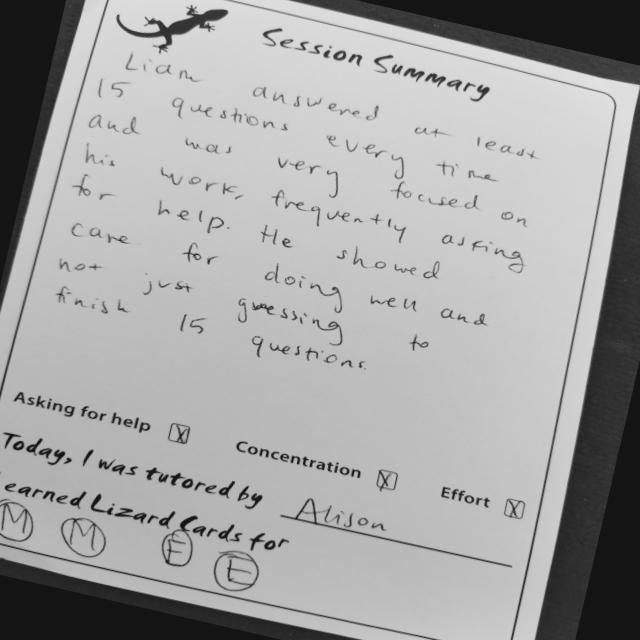 Session Summary
Liam answered at least
15 questions every time
and was very focused on
his work, frequently asking
for help. He showed
care for doing well and
not just guessing to
finish 15 questions.
Asking for help X Concentration X Effort X
Today, I was tutored by Alison
earned Lizard Cards for
M M E E